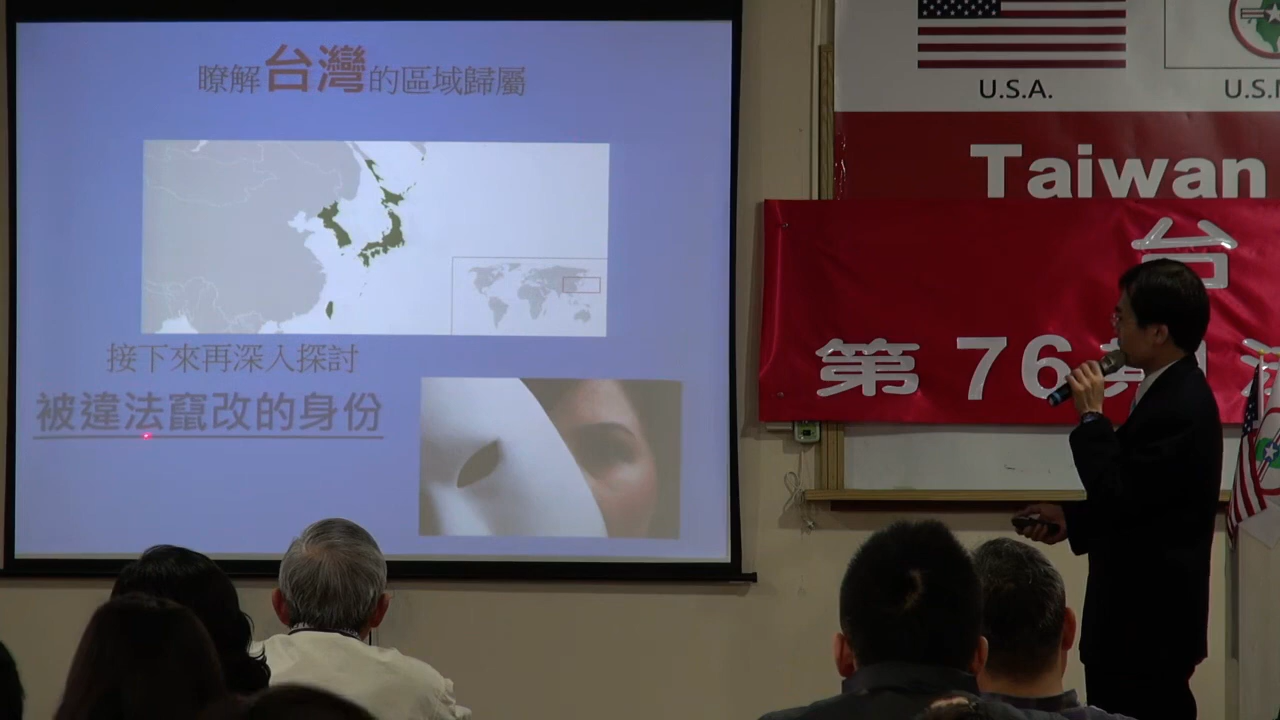 瞭解台灣的區域歸屬
接下來再深入探討
被違法竄改的身份
U.S.A.
U.S.
Taiwan
台
第 76